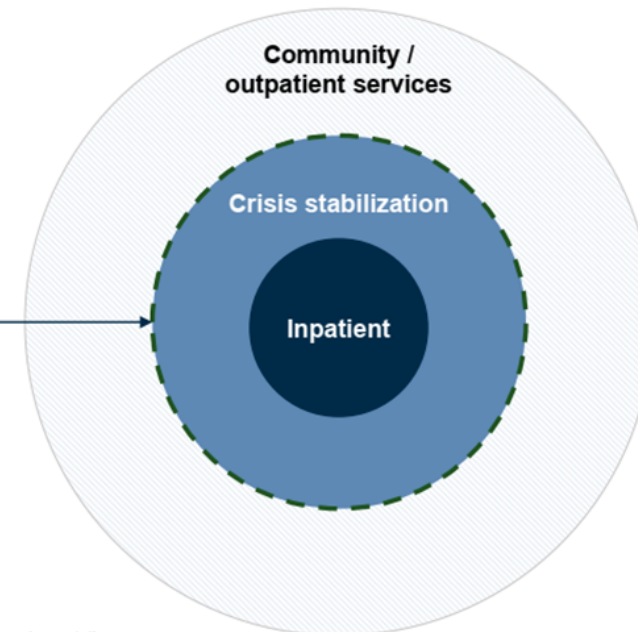 Community /
outpatient services
Crisis stabilization
Inpatient